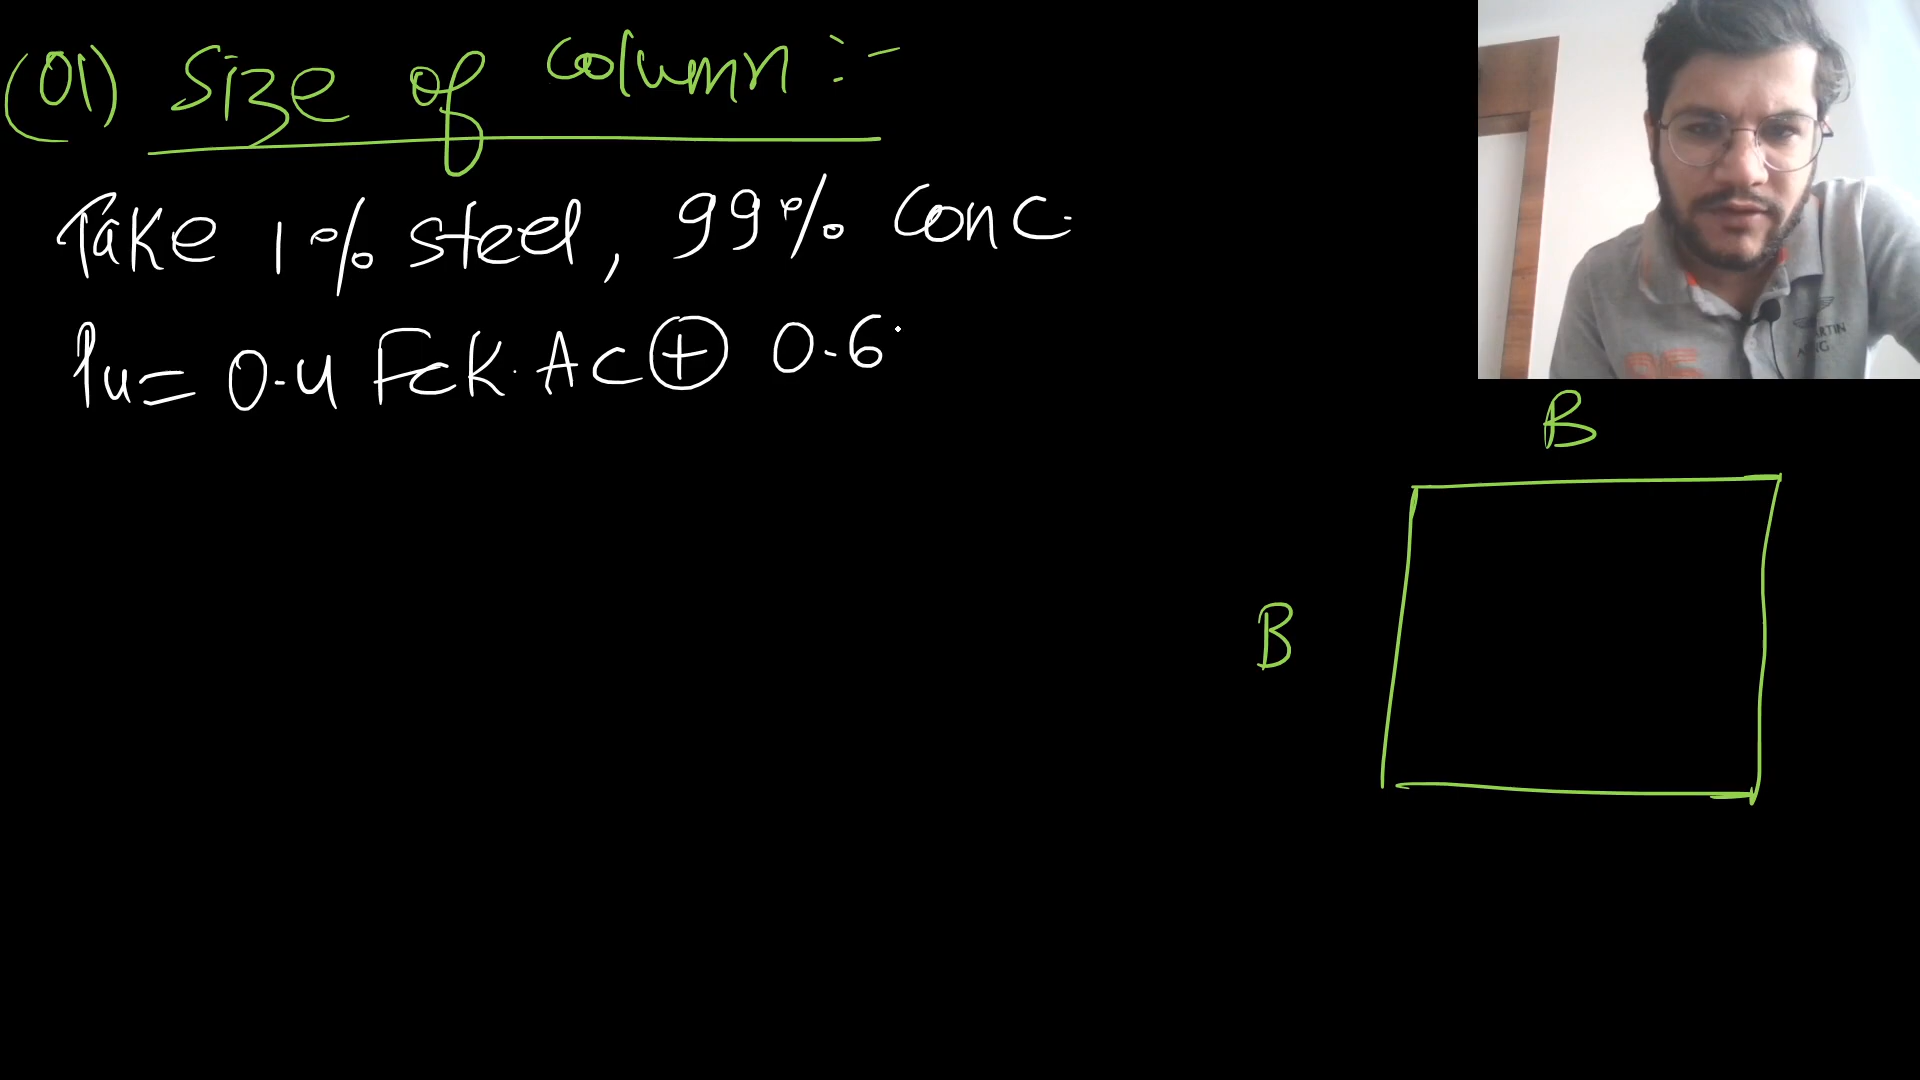 (01) Size of column :-
Take 1% steel, 99% conc.
Pu = 0.4 Fck. Ac + 0.6
B
B